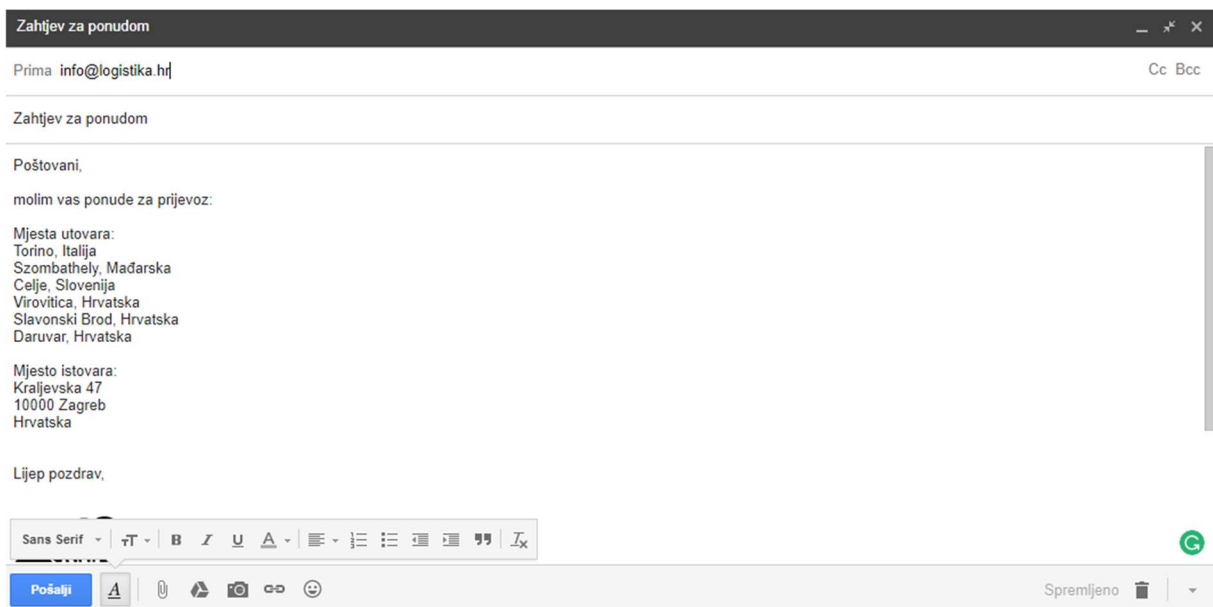 Zahtjev za ponudom
Prima info@logistika.hr
Cc Bcc
Zahtjev za ponudom
Poštovani,
molim vas ponude za prijevoz:
Mjesta utovara:
Torino, Italija
Szombathely, Mađarska
Celje, Slovenija
Virovitica, Hrvatska
Slavonski Brod, Hrvatska
Daruvar, Hrvatska
Mjesto istovara:
Kraljevska 47
10000 Zagreb
Hrvatska
Lijep pozdrav,
Sans Serif
Pošalji
Spremljeno